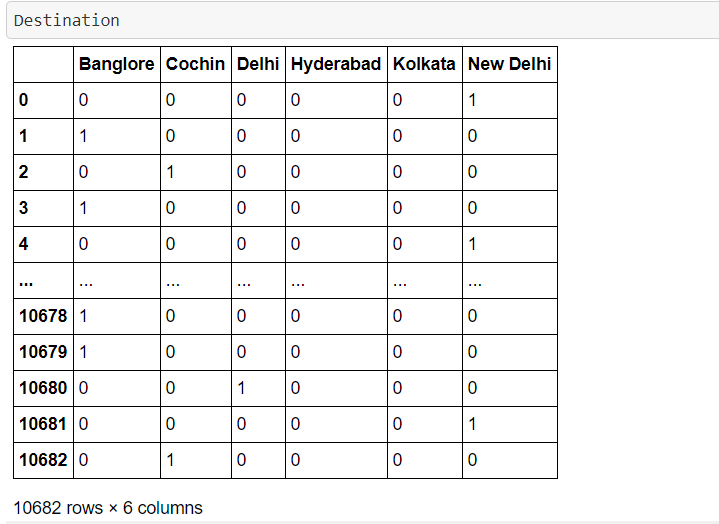 Destination
Banglore Cochin Delhi Hyderabad Kolkata New Delhi
0 0 0 0 0 0 1
1 1 0 0 0 0 0
2 0 1 0 0 0 0
3 1 0 0 0 0 0
4 0 0 0 0 0 1
... ... ... ... ... ... ...
10678 1 0 0 0 0 0
10679 1 0 0 0 0 0
10680 0 0 1 0 0 0
10681 0 0 0 0 0 1
10682 0 1 0 0 0 0
10682 rows × 6 columns